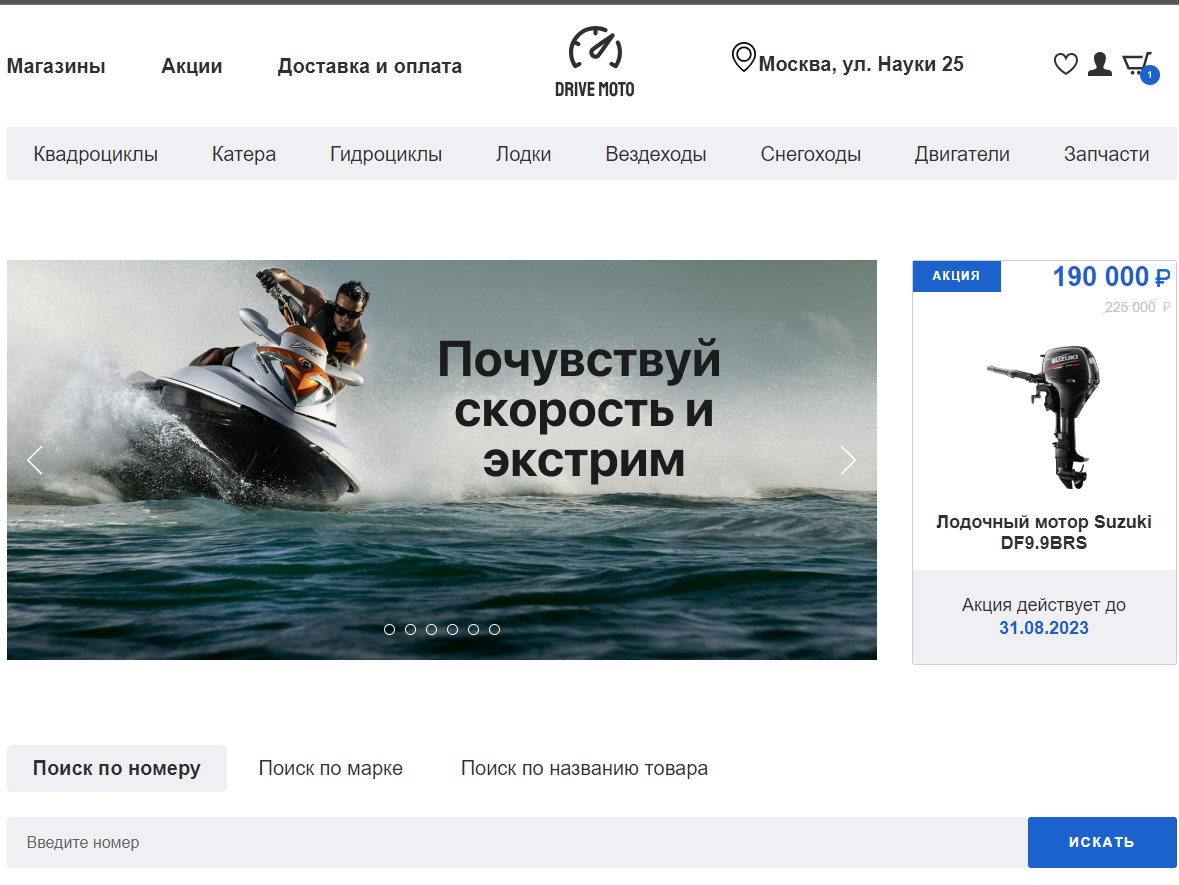 Магазины
Акции
Доставка и оплата
DRIVE MOTO
Москва, ул. Науки 25
1
Квадроциклы
Катера
Гидроциклы
Лодки
Вездеходы
Снегоходы
Двигатели
Запчасти
Почувствуй
скорость и
экстрим
АКЦИЯ
190 000 ₽
225 000 ₽
SUZUKI
Лодочный мотор Suzuki
DF9.9BRS
Акция действует до
31.08.2023
Поиск по номеру
Поиск по марке
Поиск по названию товара
Введите номер
ИСКАТЬ